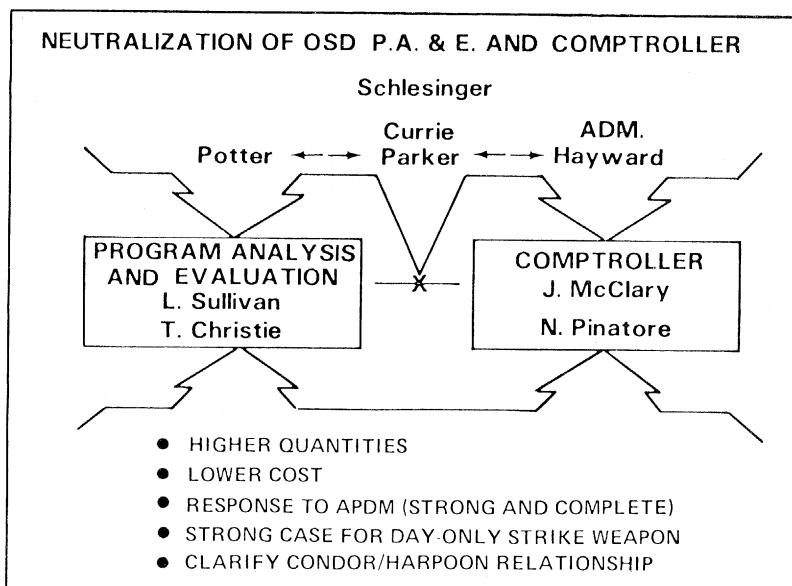 NEUTRALIZATION OF OSD P.A. & E. AND COMPTROLLER
Schlesinger
Potter
Currie
Parker
ADM.
Hayward
PROGRAM ANALYSIS
AND EVALUATION
L. Sullivan
T. Christie
X
COMPTROLLER
J. McClary
N. Pinatore
• HIGHER QUANTITIES
• LOWER COST
• RESPONSE TO APDM (STRONG AND COMPLETE)
• STRONG CASE FOR DAY-ONLY STRIKE WEAPON
• CLARIFY CONDOR/HARPOON RELATIONSHIP